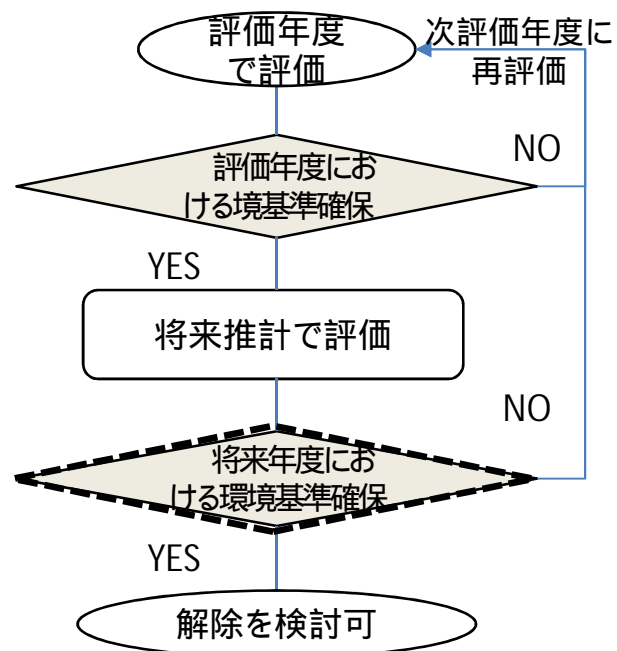 評価年度
で評価
次評価年度に
再評価
NO
評価年度にお
ける境基準確保
YES
将来推計で評価
NO
将来年度にお
ける環境基準確保
YES
解除を検討可